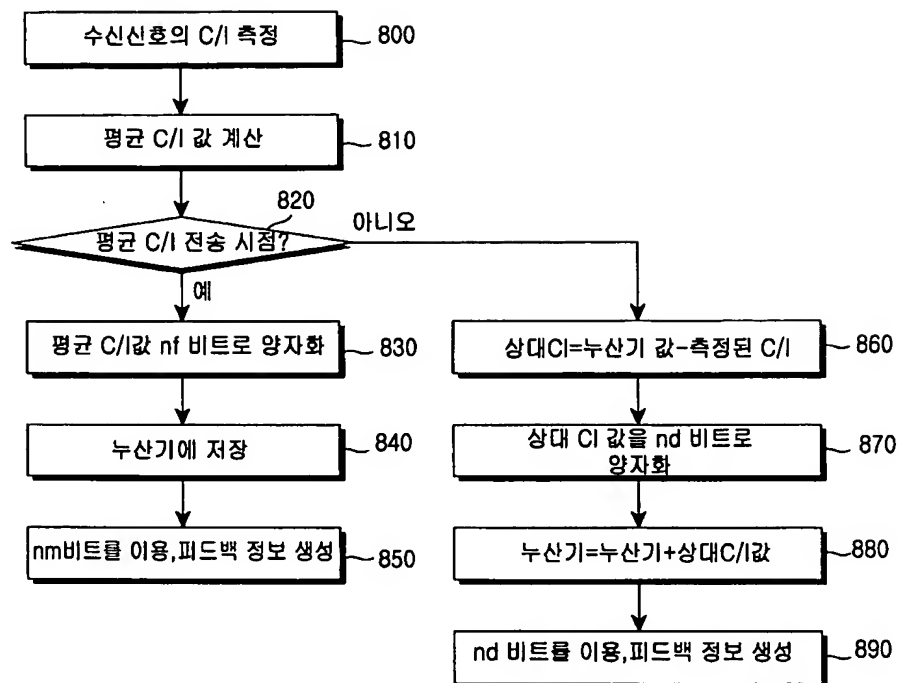 수신신호의 C/I 측정
800
평균 C/I 값 계산
810
820
평균 C/I 전송 시점?
아니오
예
평균 C/I값 nf 비트로 양자화
830
상대CI=누산기 값-측정된 C/I
860
누산기에 저장
840
상대 CI 값을 nd 비트로
양자화
870
nm비트를 이용,피드백 정보 생성
850
누산기=누산기+상대C/I값
880
nd 비트를 이용,피드백 정보 생성
890